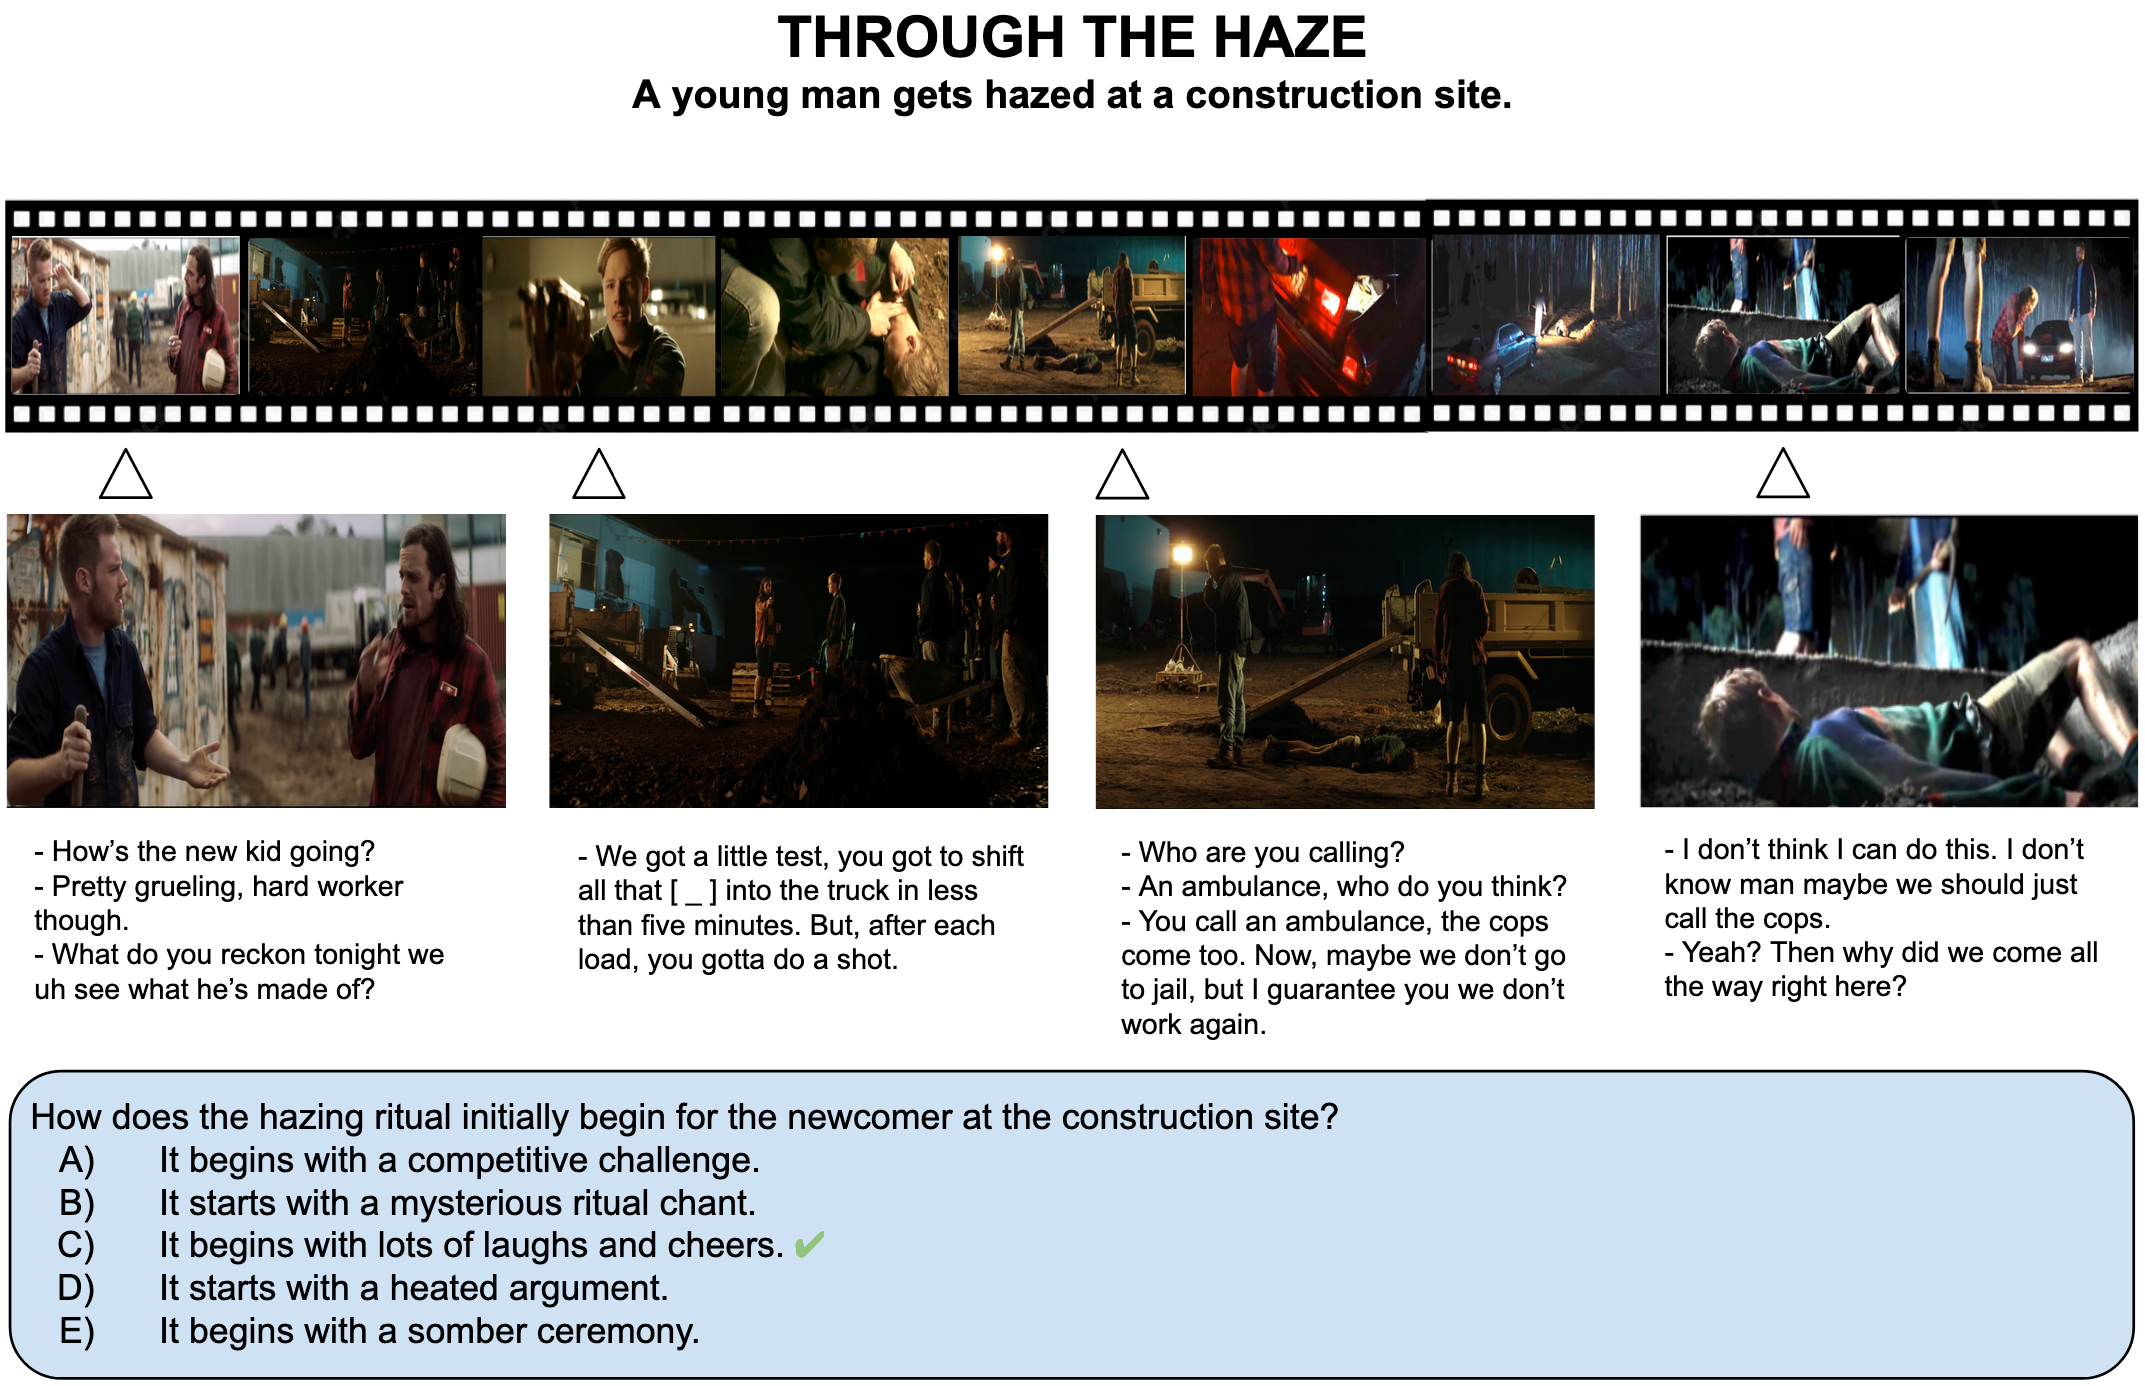 THROUGH THE HAZE
A young man gets hazed at a construction site.
- How’s the new kid going?
- Pretty grueling, hard worker
though.
- What do you reckon tonight we
uh see what he’s made of?
- We got a little test, you got to shift
all that [ _ ] into the truck in less
than five minutes. But, after each
load, you gotta do a shot.
- Who are you calling?
- An ambulance, who do you think?
- You call an ambulance, the cops
come too. Now, maybe we don’t go
to jail, but I guarantee you we don’t
work again.
- I don’t think I can do this. I don’t
know man maybe we should just
call the cops.
- Yeah? Then why did we come all
the way right here?
How does the hazing ritual initially begin for the newcomer at the construction site?
A) It begins with a competitive challenge.
B) It starts with a mysterious ritual chant.
C) It begins with lots of laughs and cheers. ✔
D) It starts with a heated argument.
E) It begins with a somber ceremony.